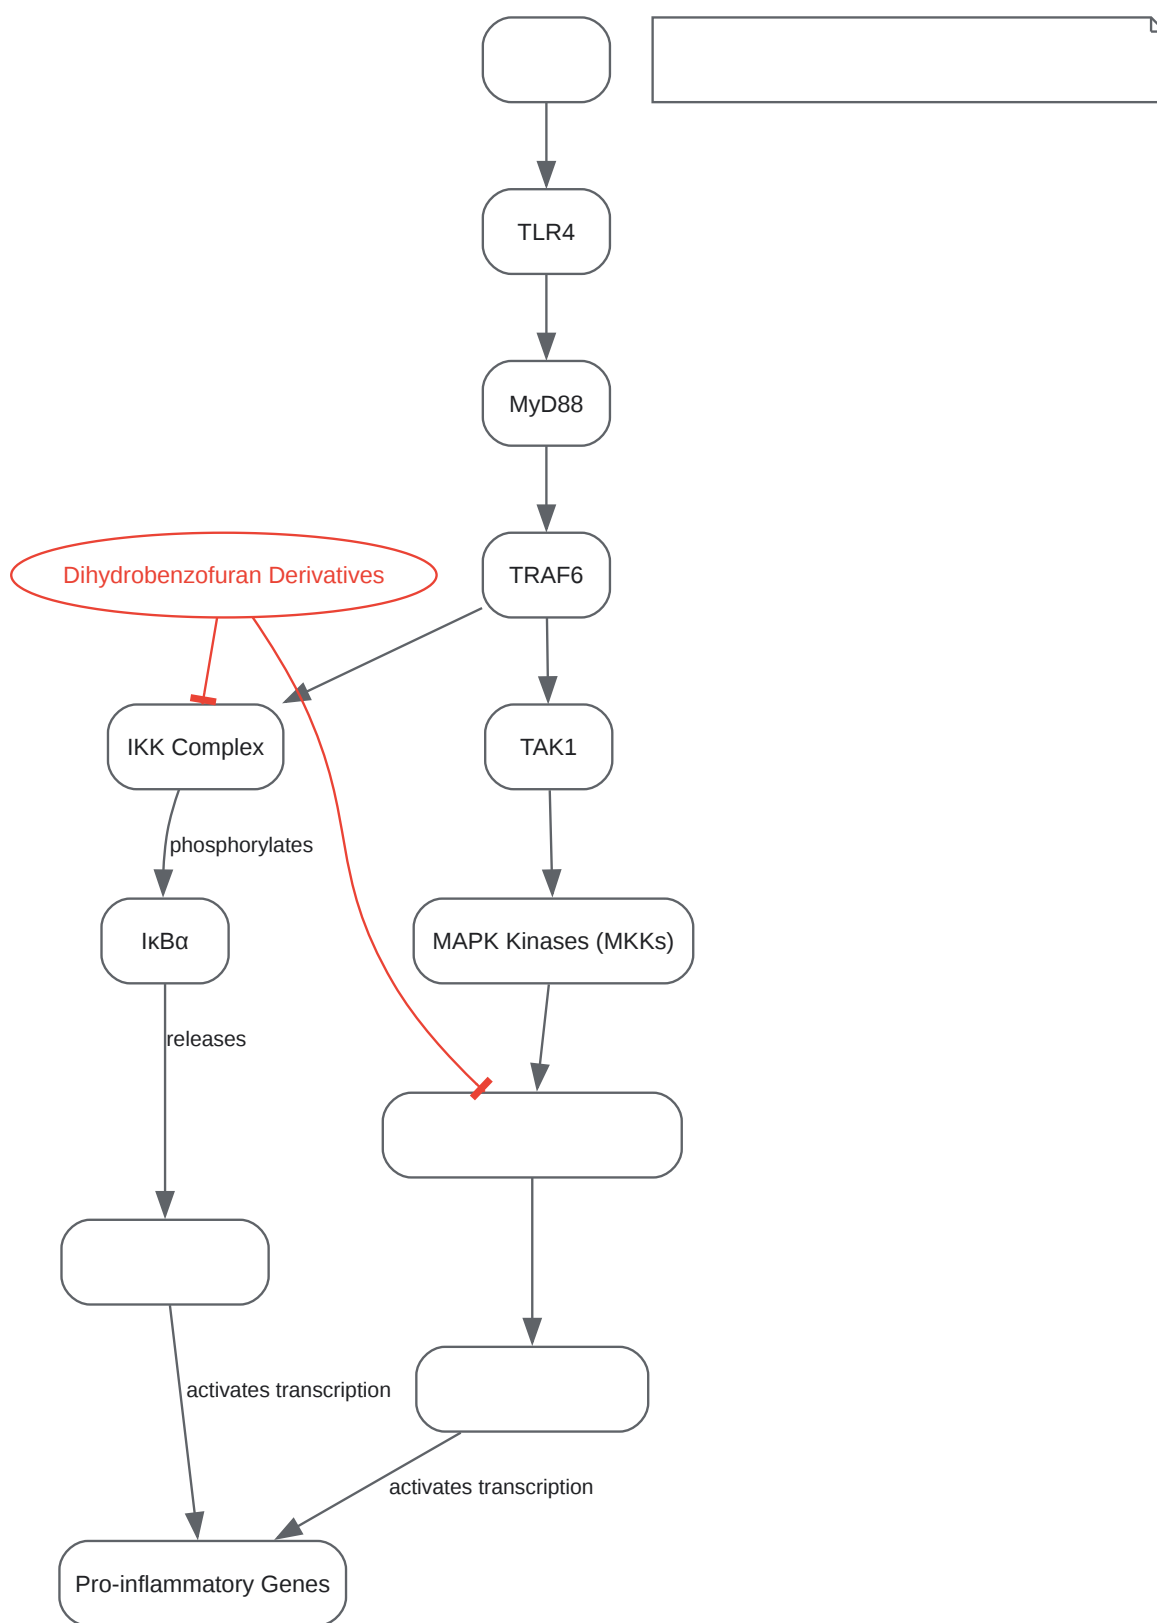 TLR4
MyD88
Dihydrobenzofuran Derivatives
TRAF6
IKK Complex
TAK1
phosphorylates
IκBα
MAPK Kinases (MKKs)
releases
activates transcription
activates transcription
Pro-inflammatory Genes